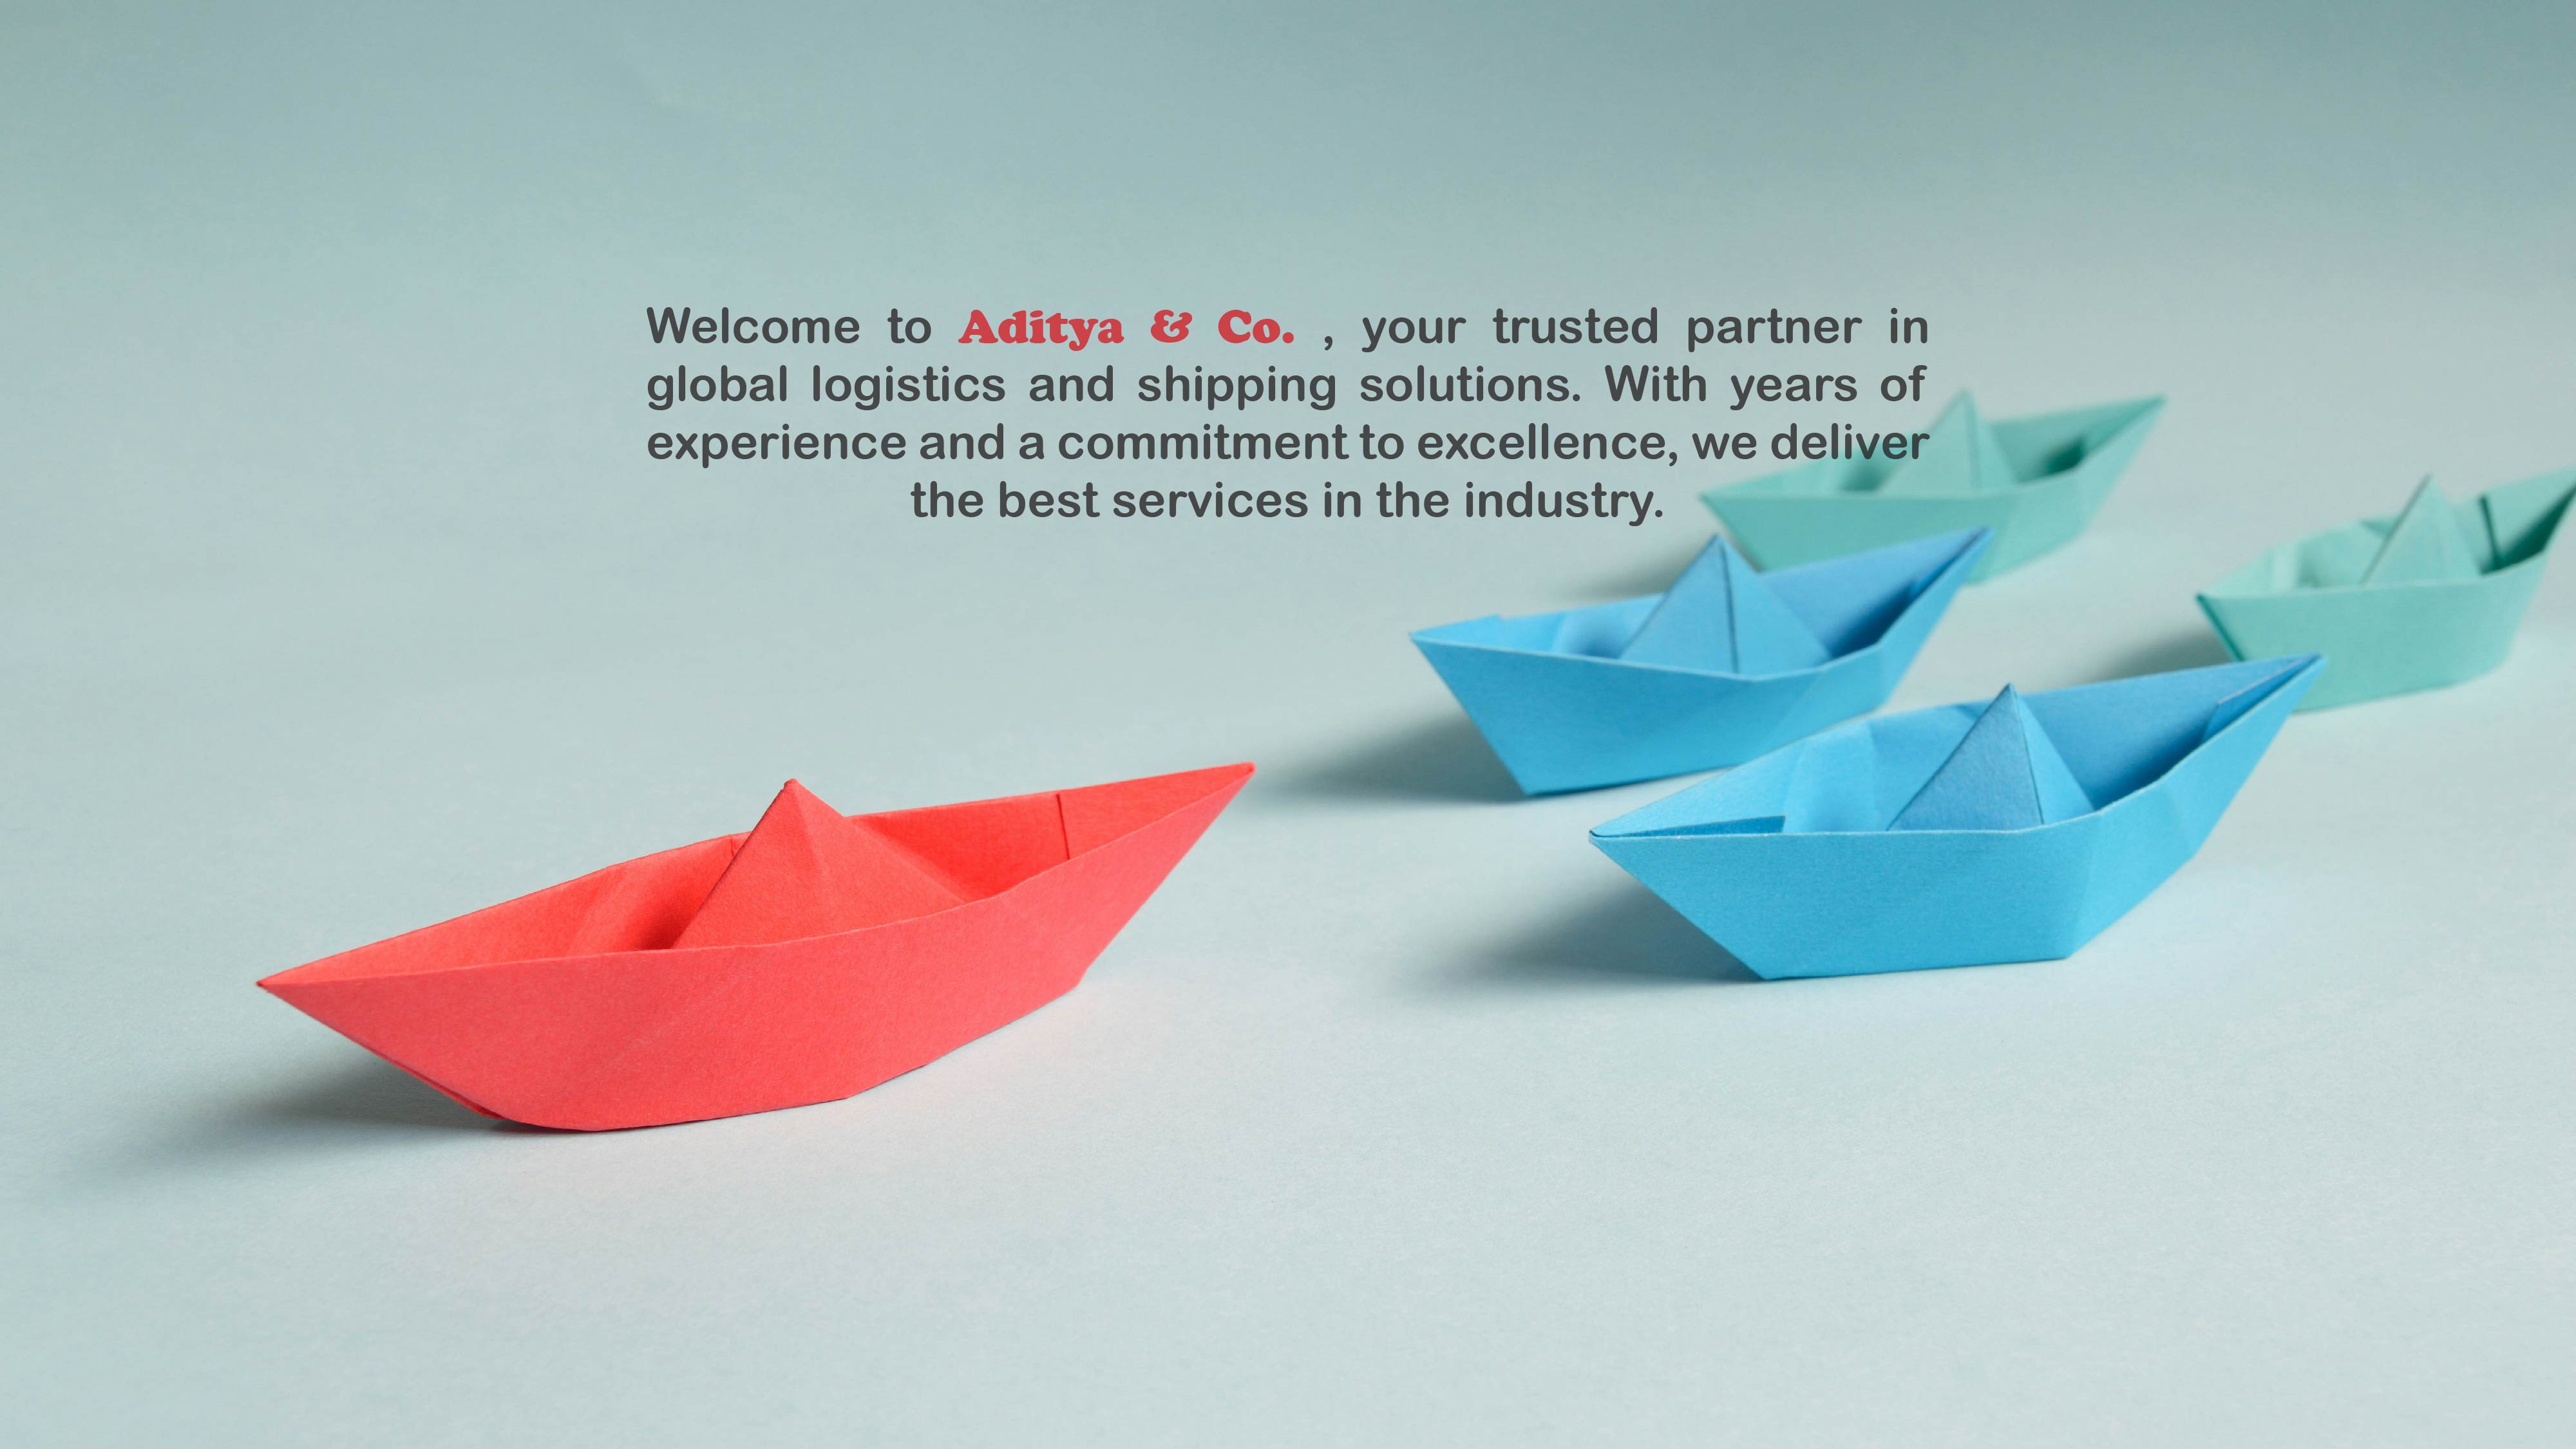 Welcome to Aditya & Co. , your trusted partner in
global logistics and shipping solutions. With years of
experience and a commitment to excellence, we deliver
the best services in the industry.